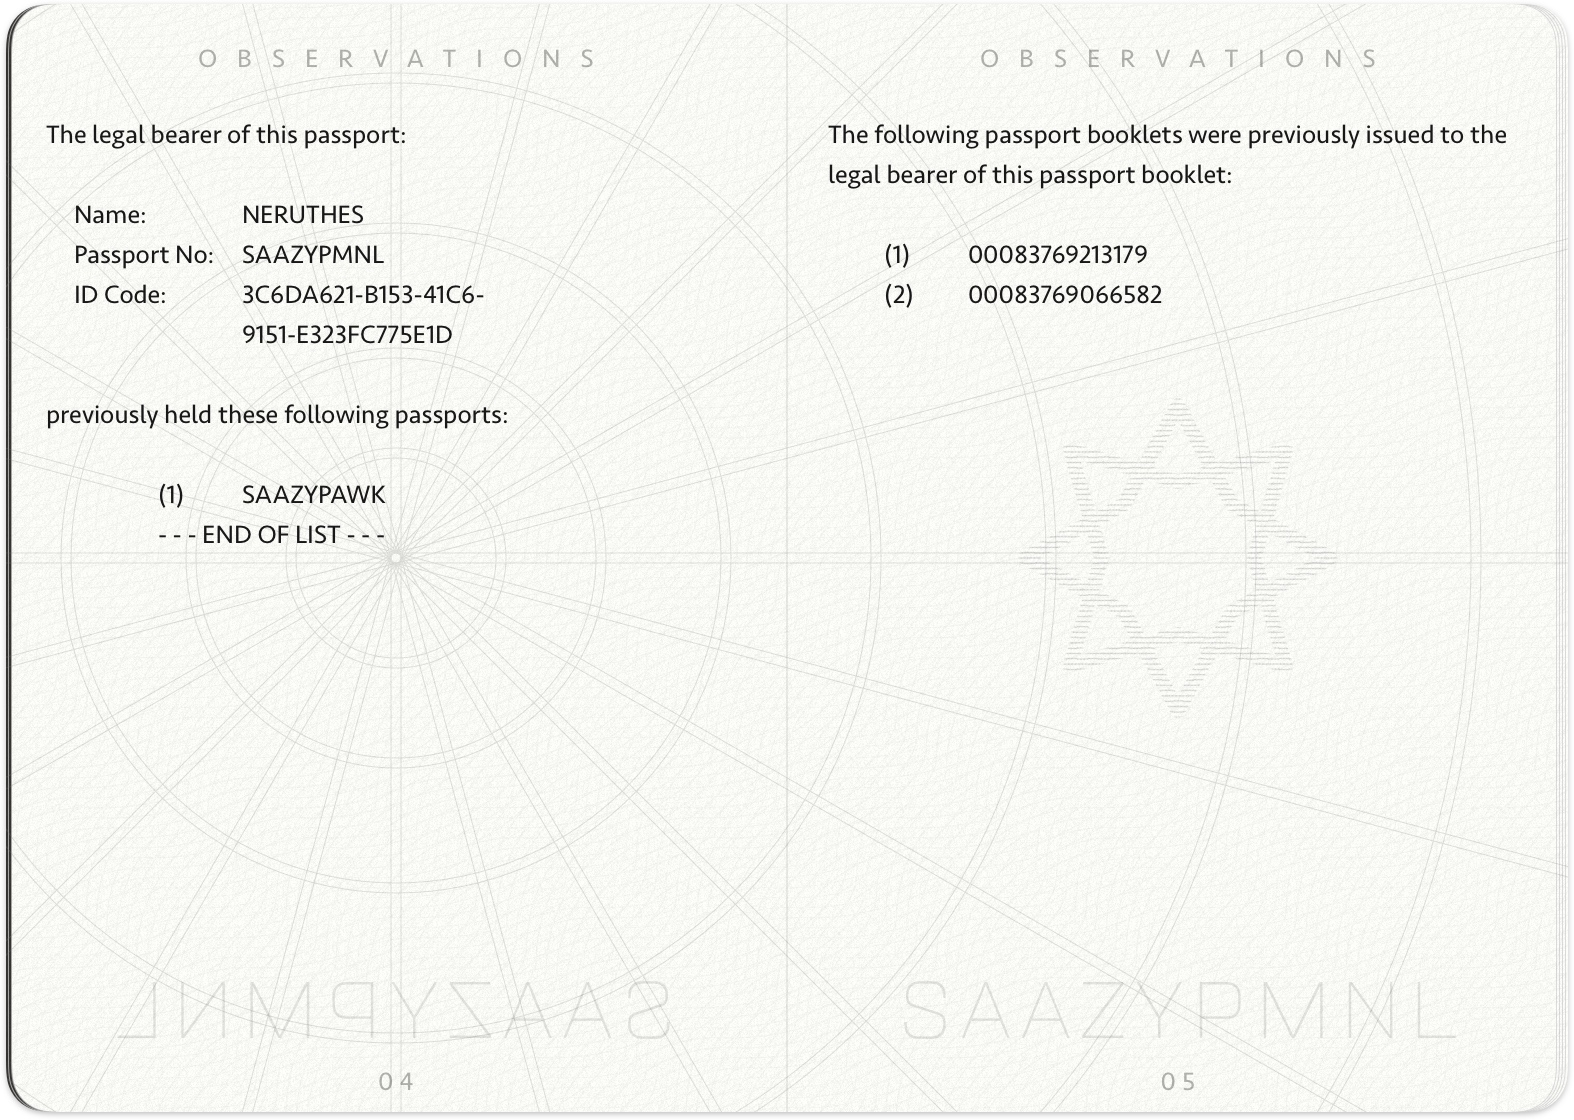 OBSERVATIONS
The legal bearer of this passport:
Name: NERUTHES
Passport No: SAAZYPMNL
ID Code: 3C6DA621-B153-41C6-
9151-E323FC775E1D
previously held these following passports:
(1) SAAZYPAWK
- - - END OF LIST - - -
SAAZYPMNL
04
OBSERVATIONS
The following passport booklets were previously issued to the
legal bearer of this passport booklet:
(1) 00083769213179
(2) 00083769066582
SAAZYPMNL
05